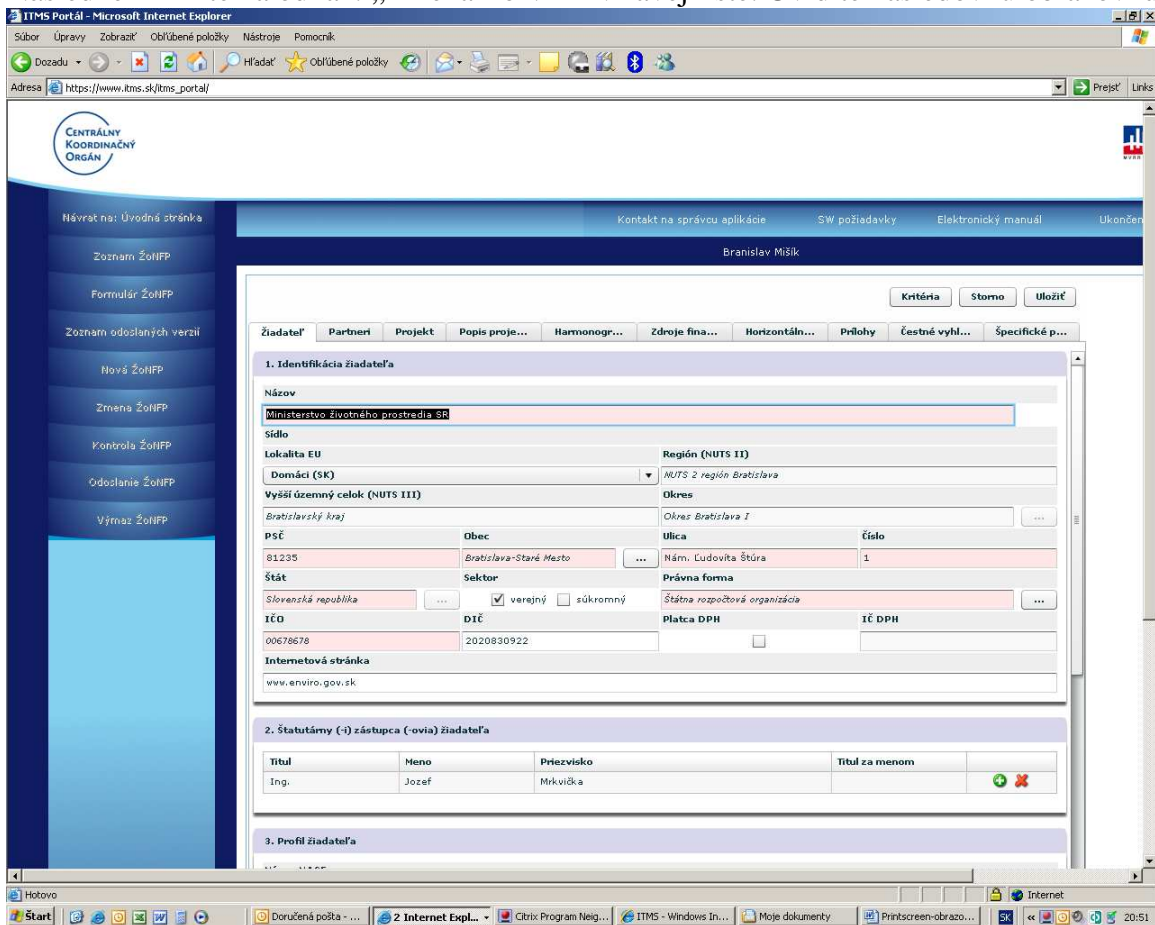 ITMS Portál - Microsoft Internet Explorer
Súbor Úpravy Zobraziť Obľúbené položky Nástroje Pomocník
Dozadu Hľadať Obľúbené položky
Adresa https://www.itms.sk/itms_portal/ Prejsť Links
CENTRÁLNY
KOORDINAČNÝ
ORGÁN
Návrat na: Úvodná stránka
Kontakt na správcu aplikácie SW požiadavky Elektronický manuál Ukončen
Zoznam ŽoNFP
Branislav Mišík
Formulár ŽoNFP
Kritéria Storno Uložiť
Zoznam odoslaných verzií
Žiadateľ Partneri Projekt Popis proje... Harmonogr... Zdroje fina... Horizontáln... Prílohy Čestné vyhl... Špecifické p...
1. Identifikácia žiadateľa
Nová ŽoNFP
Názov
Zmena ŽoNFP
Ministerstvo životného prostredia SR
Sídlo
Kontrola ŽoNFP
Lokalita EU Región (NUTS II)
Domáci (SK) NUTS 2 región Bratislava
Odoslanie ŽoNFP
Vyšší územný celok (NUTS III) Okres
Výmaz ŽoNFP
Bratislavský kraj Okres Bratislava I ...
PSČ Obec Ulica Číslo
81235 Bratislava-Staré Mesto ... Nám. Ľudovíta Štúra 1
Štát Sektor Právna forma
Slovenská republika ... verejný súkromný Štátna rozpočtová organizácia ...
IČO DIČ Platca DPH IČ DPH
00678678 2020830922
Internetová stránka
www.enviro.gov.sk
2. Štatutárny (-i) zástupca (-ovia) žiadateľa
Titul Meno Priezvisko Titul za menom
Ing. Jozef Mrkvička
3. Profil žiadateľa
Hotovo Internet
Štart Doručená pošta - ... 2 Internet Expl... Citrix Program Neig... ITMS - Windows In... Moje dokumenty Printscreen-obrazo... SK 20:51